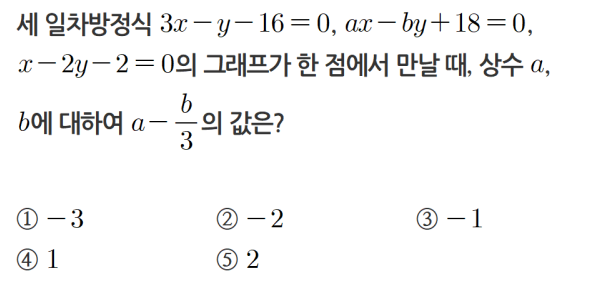 세 일차방정식 3x−y−16=0, ax−by+18=0,
x−2y−2=0의 그래프가 한 점에서 만날 때, 상수 a,
b에 대하여 a−b/3의 값은?
① −3 ② −2 ③ −1
④ 1 ⑤ 2